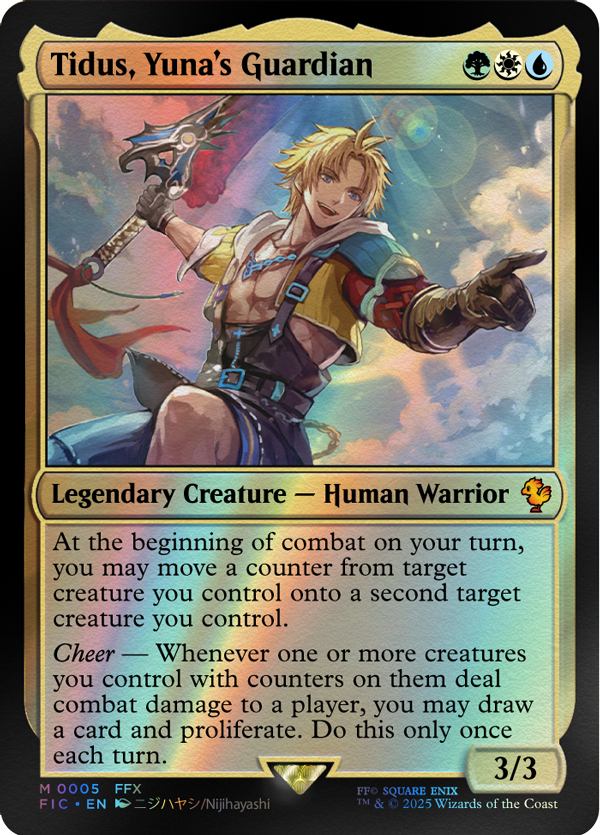 Tidus, Yuna's Guardian
Legendary Creature — Human Warrior
At the beginning of combat on your turn,
you may move a counter from target
creature you control onto a second target
creature you control.
Cheer — Whenever one or more creatures
you control with counters on them deal
combat damage to a player, you may draw
a card and proliferate. Do this only once
each turn.
3/3
M 0005 FFX
FIC • EN ニジハヤシ/Nijihayashi
FF© SQUARE ENIX
™ & © 2025 Wizards of the Coast